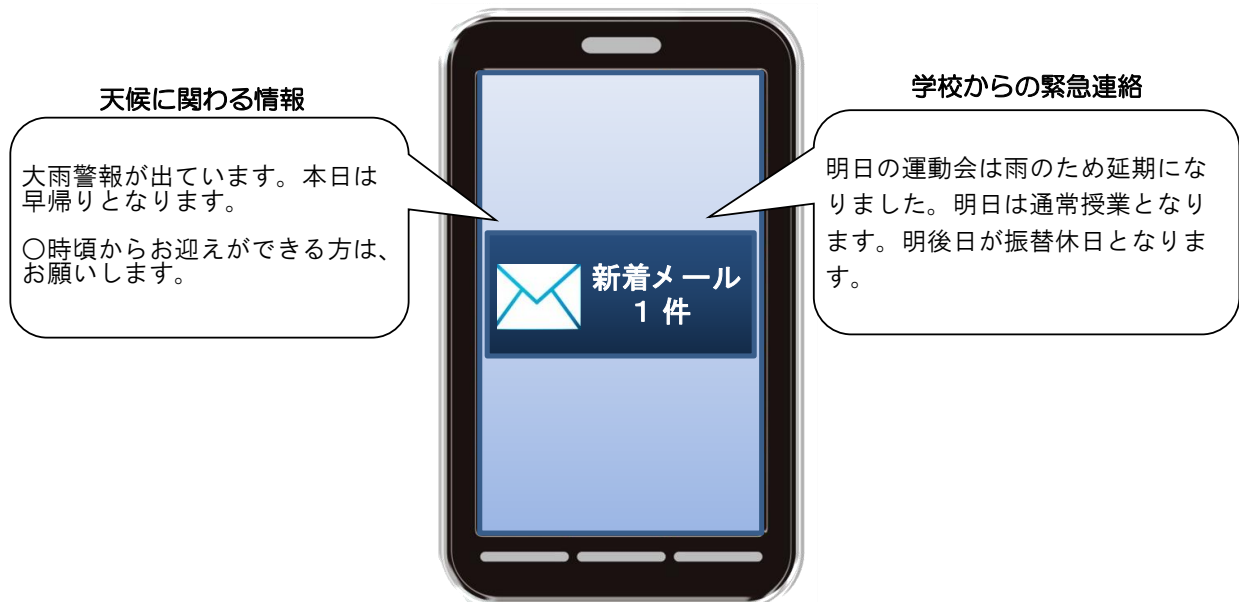 天候に関わる情報
大雨警報が出ています。本日は
早帰りとなります。
〇時頃からお迎えができる方は、
お願いします。
新着メール
１件
学校からの緊急連絡
明日の運動会は雨のため延期にな
りました。明日は通常授業となり
ます。明後日が振替休日となりま
す。